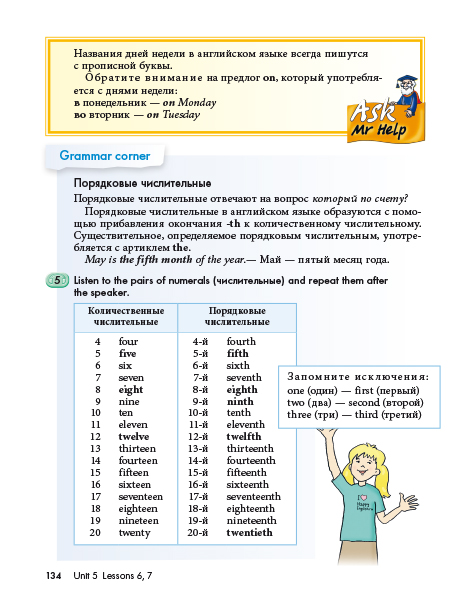 Названия дней недели в английском языке всегда пишутся
с прописной буквы.
Обратите внимание на предлог on, который употребля-
ется с днями недели:
в понедельник — on Monday
во вторник — on Tuesday
Ask
Mr Help
Grammar corner
Порядковые числительные
Порядковые числительные отвечают на вопрос который по счету?
Порядковые числительные в английском языке образуются с помо-
щью прибавления окончания -th к количественному числительному.
Существительное, определяемое порядковым числительным, употре-
бляется с артиклем the.
May is the fifth month of the year.— Май — пятый месяц года.
5 Listen to the pairs of numerals (числительные) and repeat them after
the speaker.
Количественные числительные
Порядковые числительные
4 four 4-й fourth
5 five 5-й fifth
6 six 6-й sixth
7 seven 7-й seventh
8 eight 8-й eighth
9 nine 9-й ninth
10 ten 10-й tenth
11 eleven 11-й eleventh
12 twelve 12-й twelfth
13 thirteen 13-й thirteenth
14 fourteen 14-й fourteenth
15 fifteen 15-й fifteenth
16 sixteen 16-й sixteenth
17 seventeen 17-й seventeenth
18 eighteen 18-й eighteenth
19 nineteen 19-й nineteenth
20 twenty 20-й twentieth
Запомните исключения:
one (один) — first (первый)
two (два) — second (второй)
three (три) — third (третий)
I
Happy
134 Unit 5 Lessons 6, 7